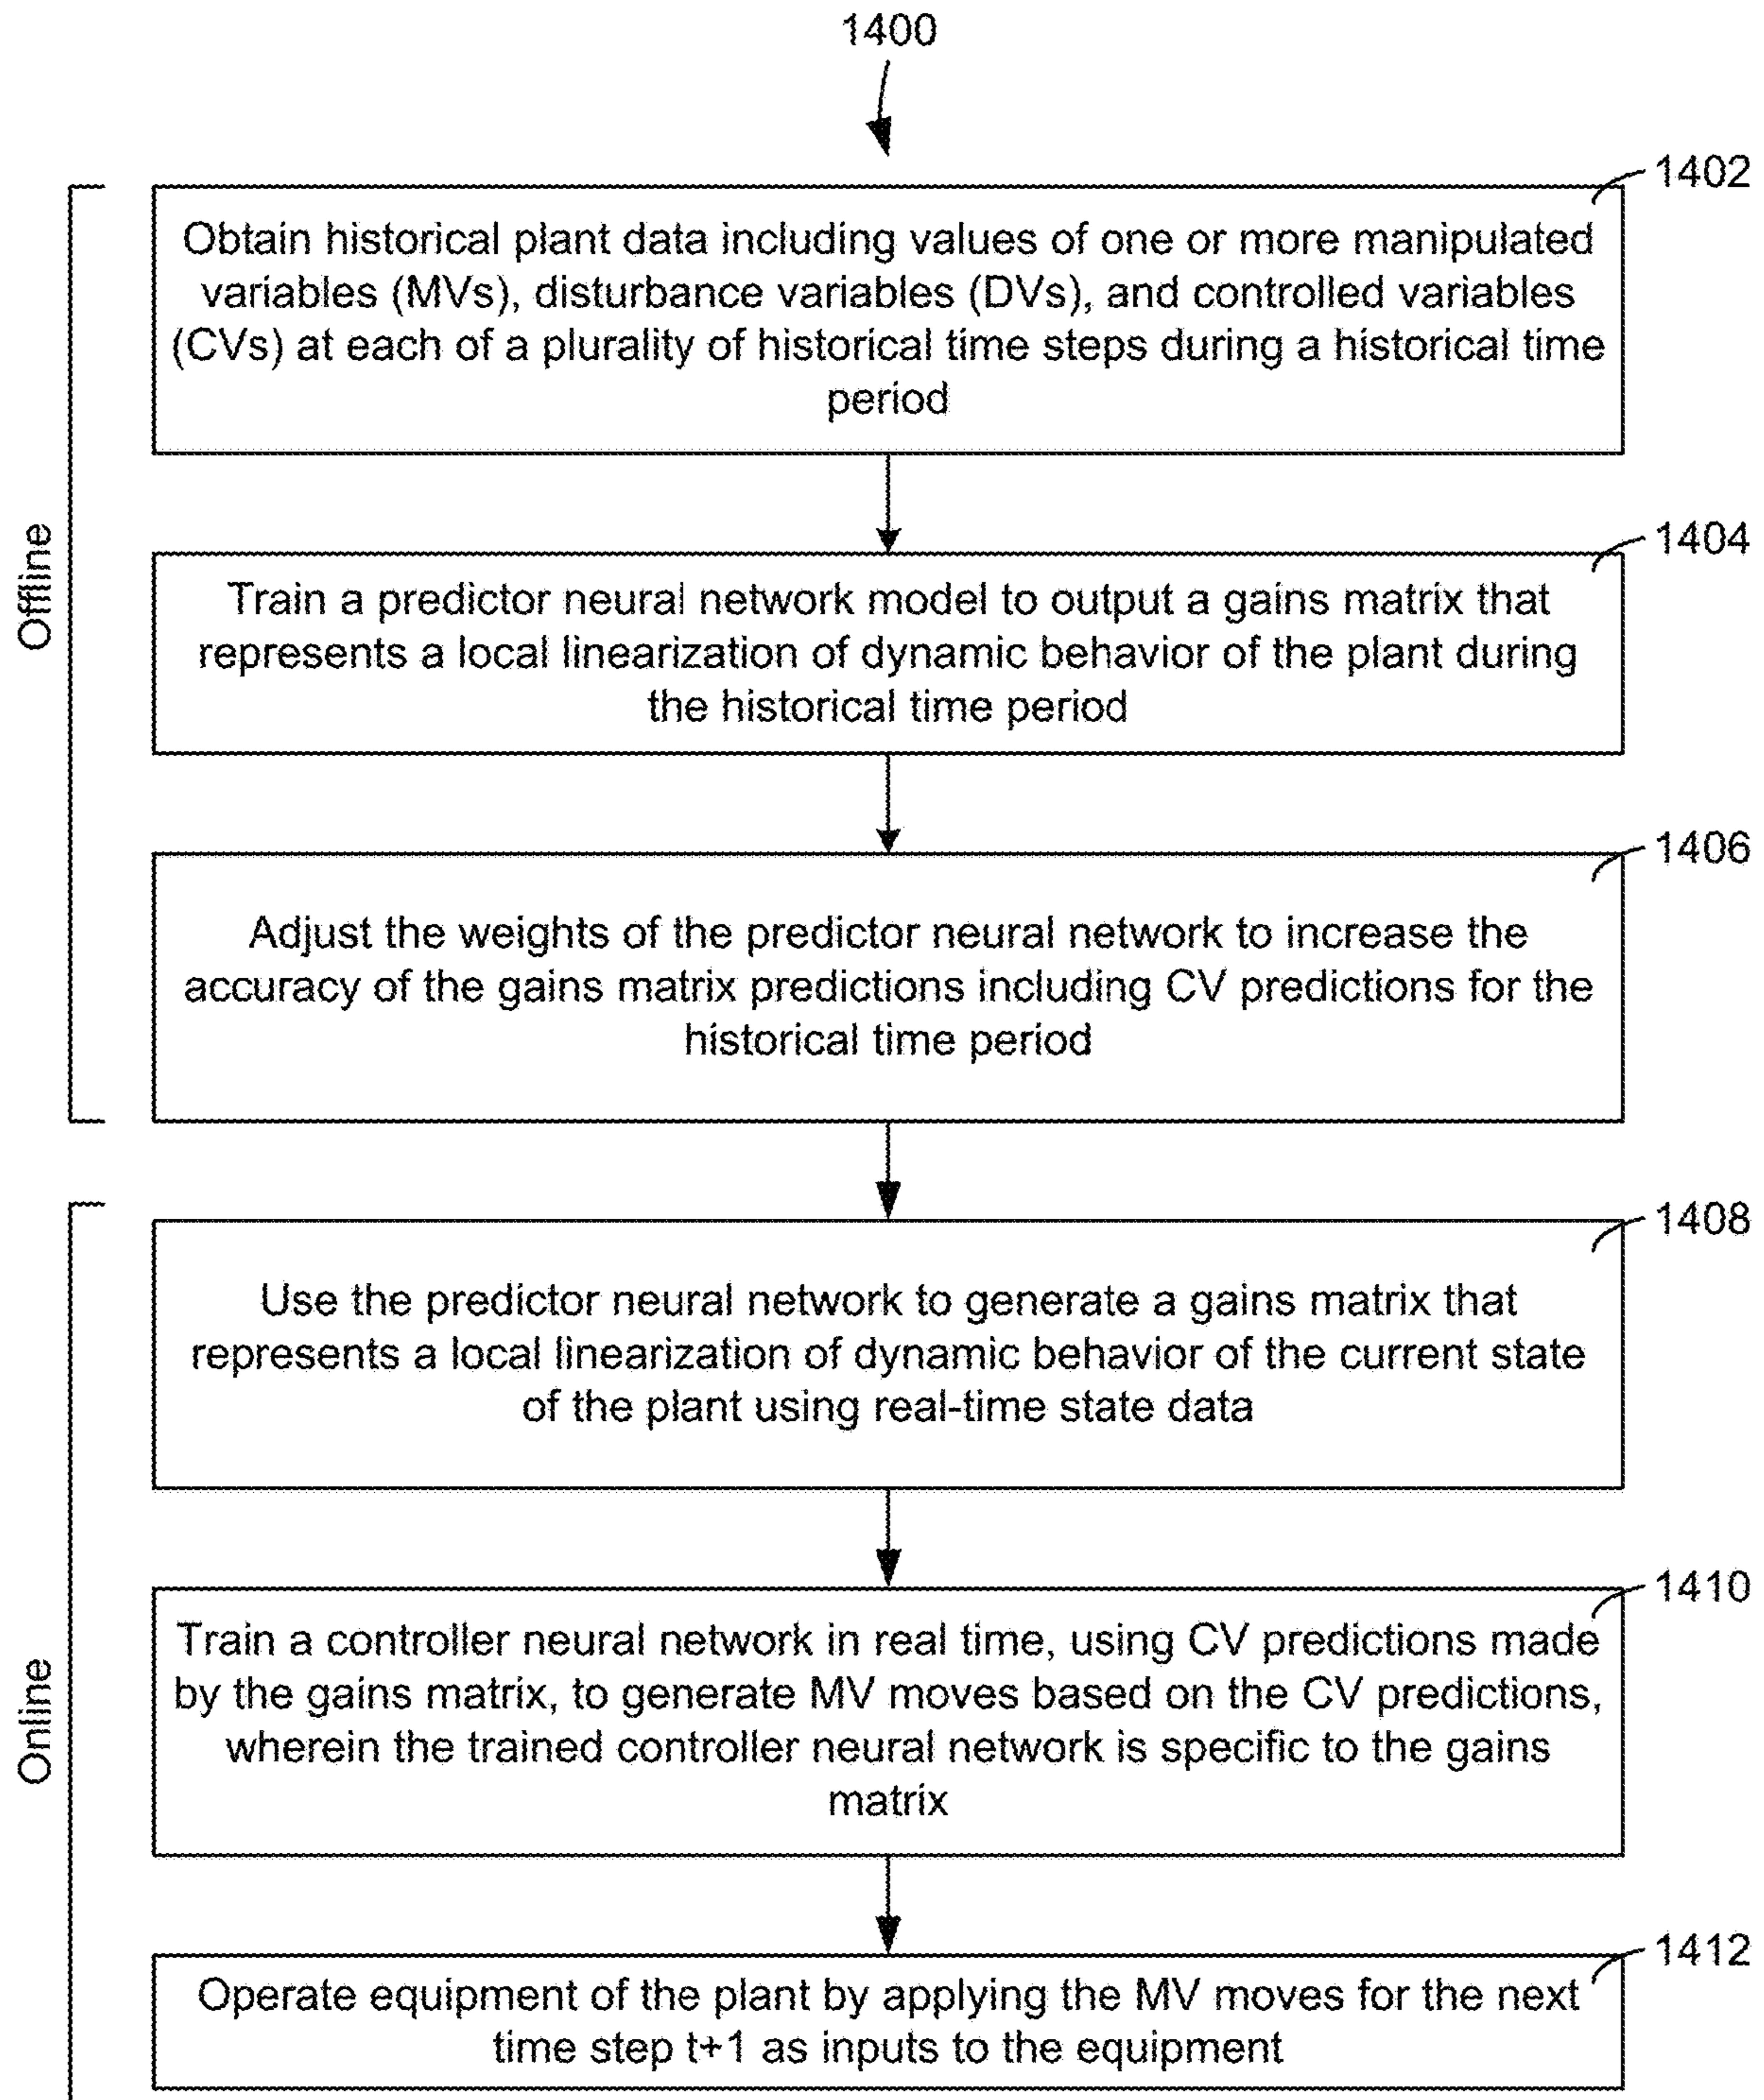 1400
1402
Obtain historical plant data including values of one or more manipulated
variables (MVs), disturbance variables (DVs), and controlled variables
(CVs) at each of a plurality of historical time steps during a historical time
period
Offline
1404
Train a predictor neural network model to output a gains matrix that
represents a local linearization of dynamic behavior of the plant during
the historical time period
1406
Adjust the weights of the predictor neural network to increase the
accuracy of the gains matrix predictions including CV predictions for the
historical time period
1408
Use the predictor neural network to generate a gains matrix that
represents a local linearization of dynamic behavior of the current state
of the plant using real-time state data
Online
1410
Train a controller neural network in real time, using CV predictions made
by the gains matrix, to generate MV moves based on the CV predictions,
wherein the trained controller neural network is specific to the gains
matrix
1412
Operate equipment of the plant by applying the MV moves for the next
time step t+1 as inputs to the equipment